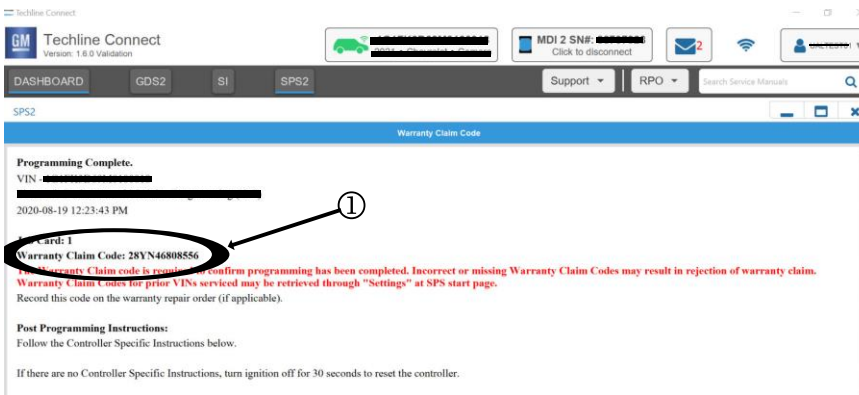 Techline Connect
GM
Techline Connect
Version: 1.6.0 Validation
2021 • Chevrolet • Camaro
MDI 2 SN#:
Click to disconnect
2
DASHBOARD GDS2 SI SPS2 Support RPO Search Service Manuals
SPS2
Warranty Claim Code
Programming Complete.
VIN -
2020-08-19 12:23:43 PM
①
Card: 1
Warranty Claim Code: 28YN46808556
The Warranty Claim code is required to confirm programming has been completed. Incorrect or missing Warranty Claim Codes may result in rejection of warranty claim.
Warranty Claim Codes for prior VINs serviced may be retrieved through "Settings" at SPS start page.
Record this code on the warranty repair order (if applicable).
Post Programming Instructions:
Follow the Controller Specific Instructions below.
If there are no Controller Specific Instructions, turn ignition off for 30 seconds to reset the controller.